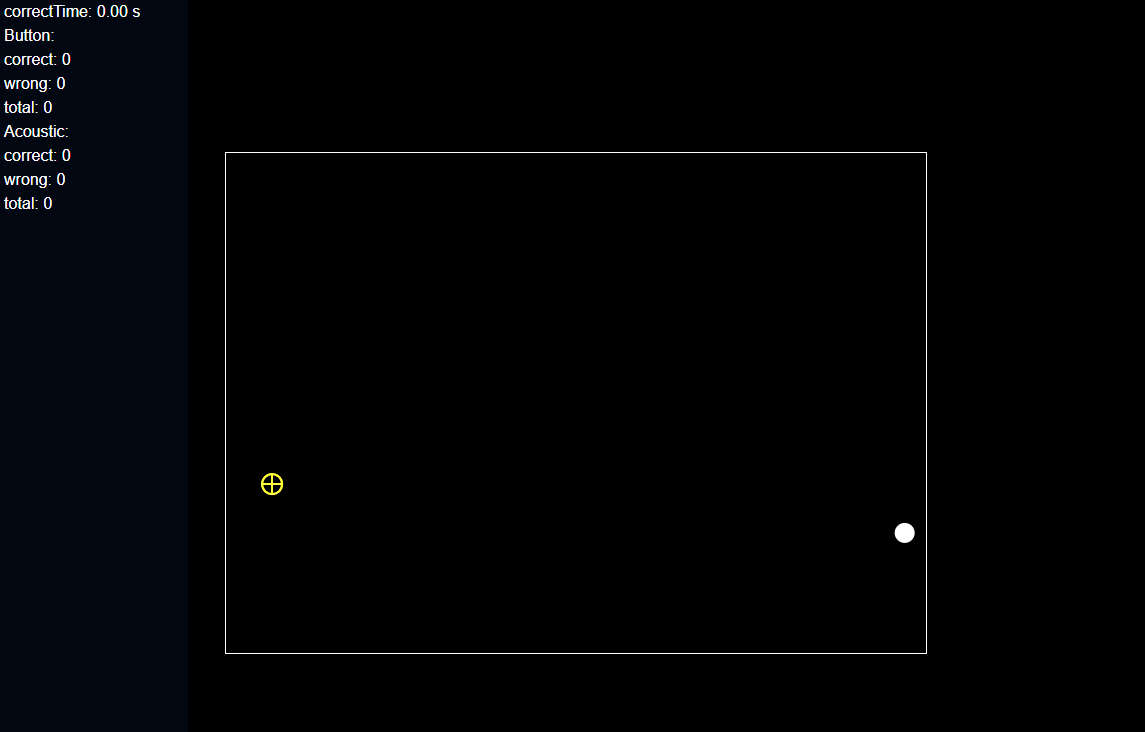 correctTime: 0.00 s
Button:
correct: 0
wrong: 0
total: 0
Acoustic:
correct: 0
wrong: 0
total: 0